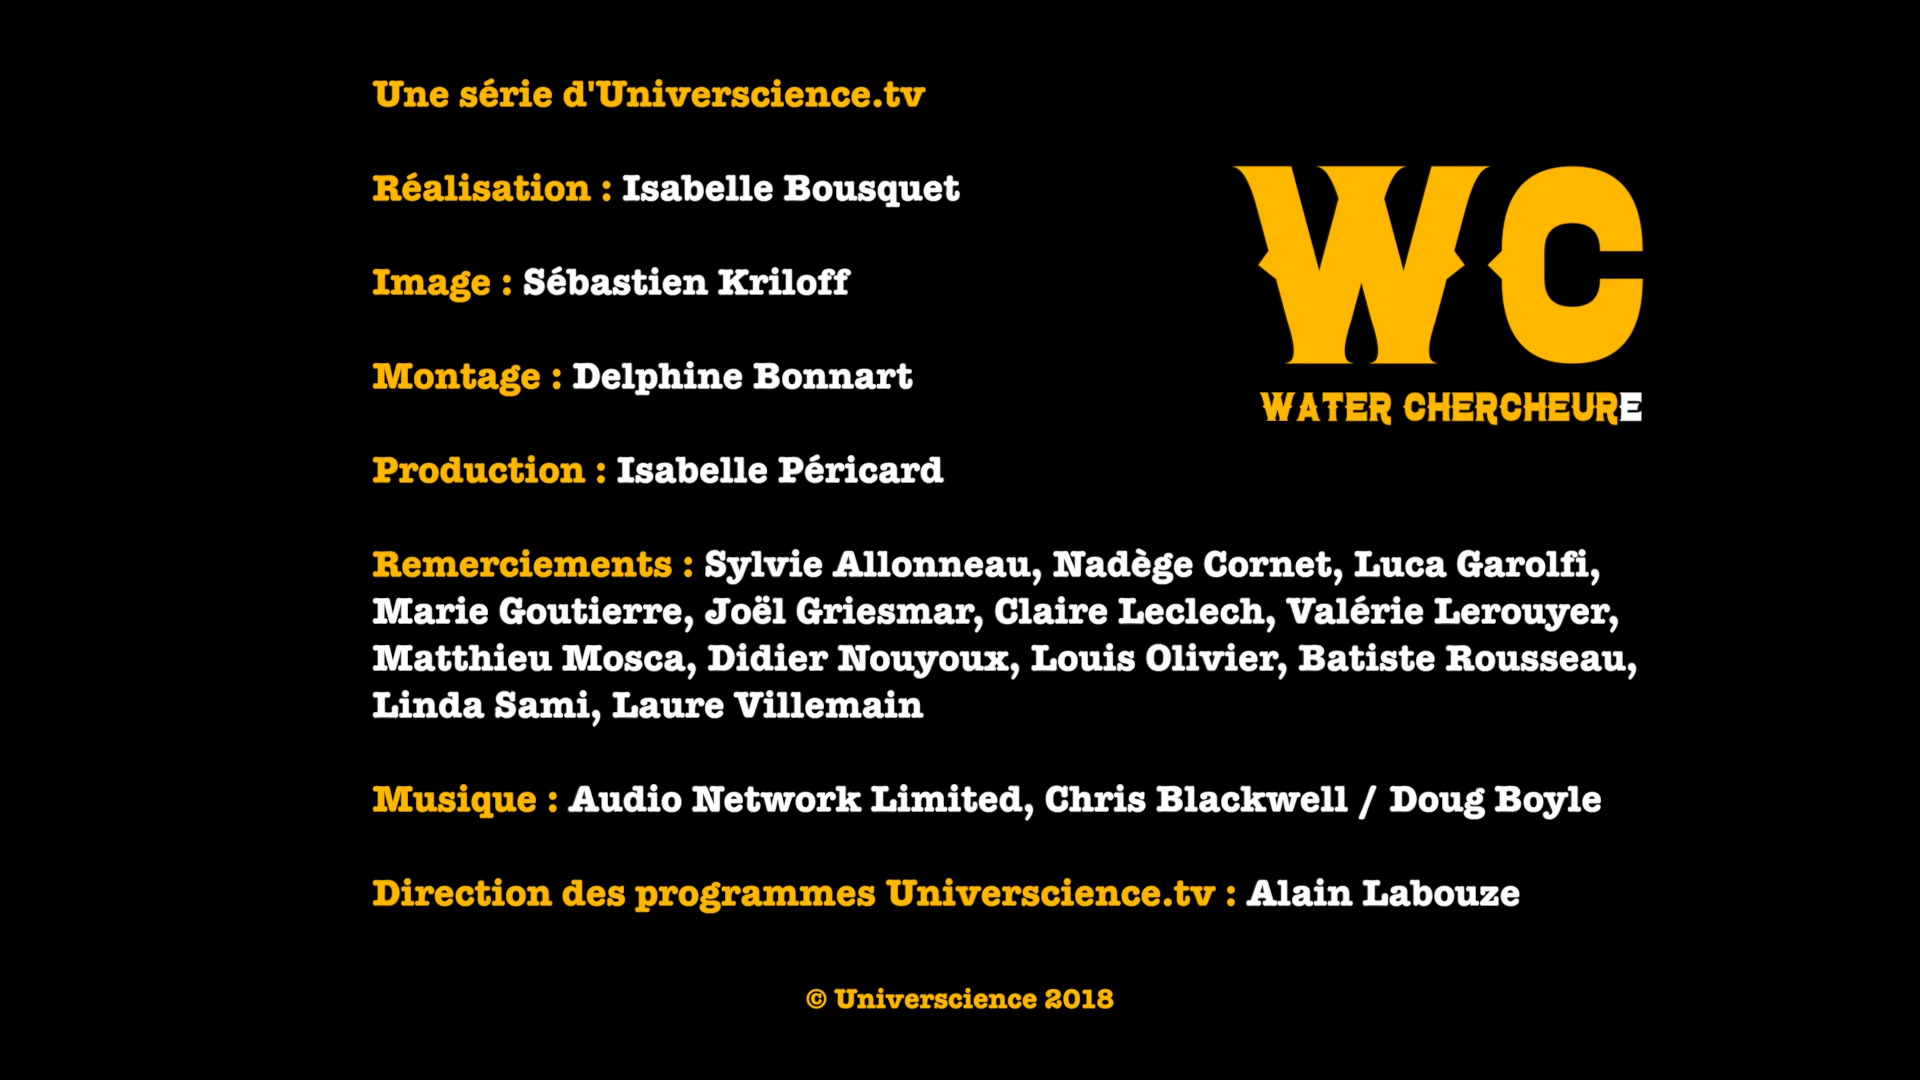 Une série d'Universcience.tv
Réalisation : Isabelle Bousquet
WC
Image : Sébastien Kriloff
Montage : Delphine Bonnart
WATER CHERCHEURE
Production : Isabelle Péricard
Remerciements : Sylvie Allonneau, Nadège Cornet, Luca Garolfi,
Marie Goutierre, Joël Griesmar, Claire Leclech, Valérie Lerouyer,
Matthieu Mosca, Didier Nouyoux, Louis Olivier, Batiste Rousseau,
Linda Sami, Laure Villemain
Musique : Audio Network Limited, Chris Blackwell / Doug Boyle
Direction des programmes Universcience.tv : Alain Labouze
© Universcience 2018